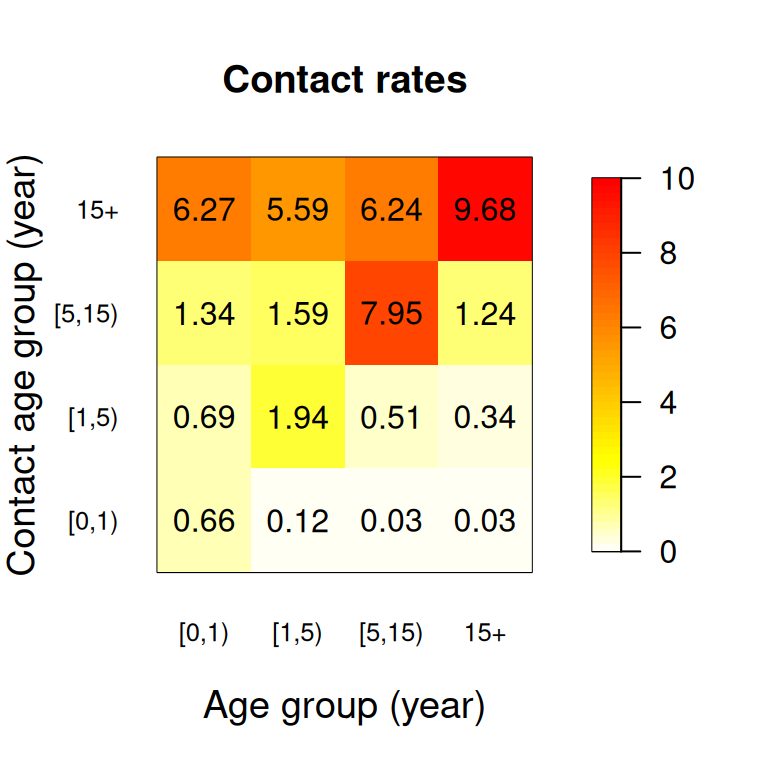 Contact rates
Contact age group (year)
15+ 6.27 5.59 6.24 9.68
[5,15) 1.34 1.59 7.95 1.24
[1,5) 0.69 1.94 0.51 0.34
[0,1) 0.66 0.12 0.03 0.03
[0,1) [1,5) [5,15) 15+
Age group (year)
10
8
6
4
2
0